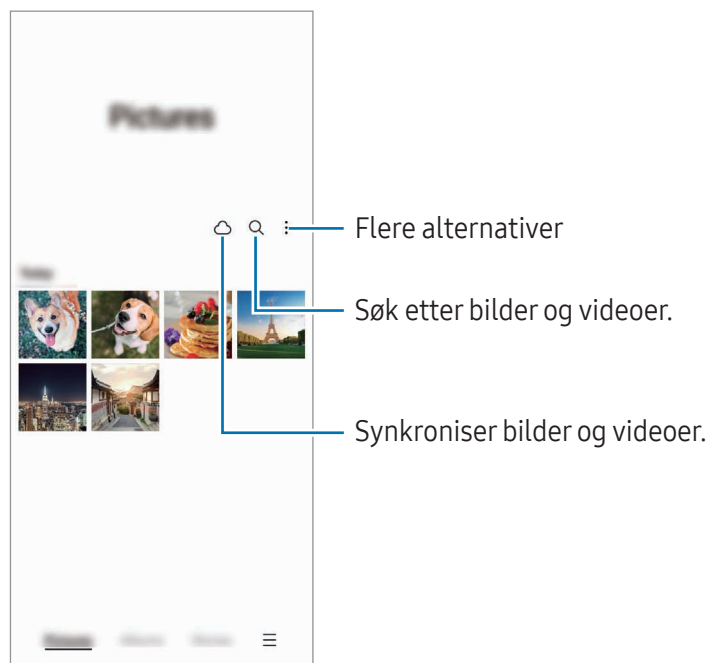 Pictures
Flere alternativer
Søk etter bilder og videoer.
Synkroniser bilder og videoer.